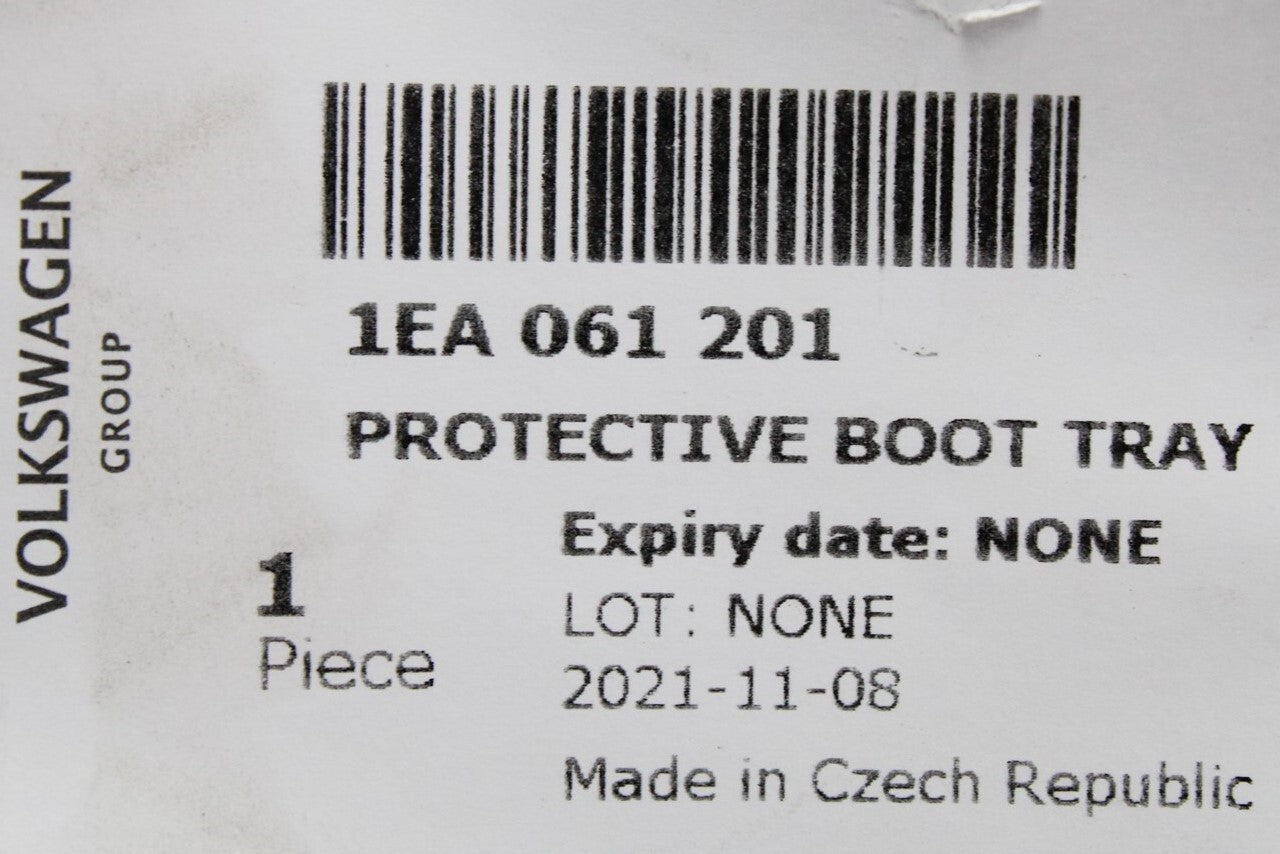 VOLKSWAGEN
GROUP
1EA 061 201
PROTECTIVE BOOT TRAY
Expiry date: NONE
1
LOT: NONE
Piece
2021-11-08
Made in Czech Republic